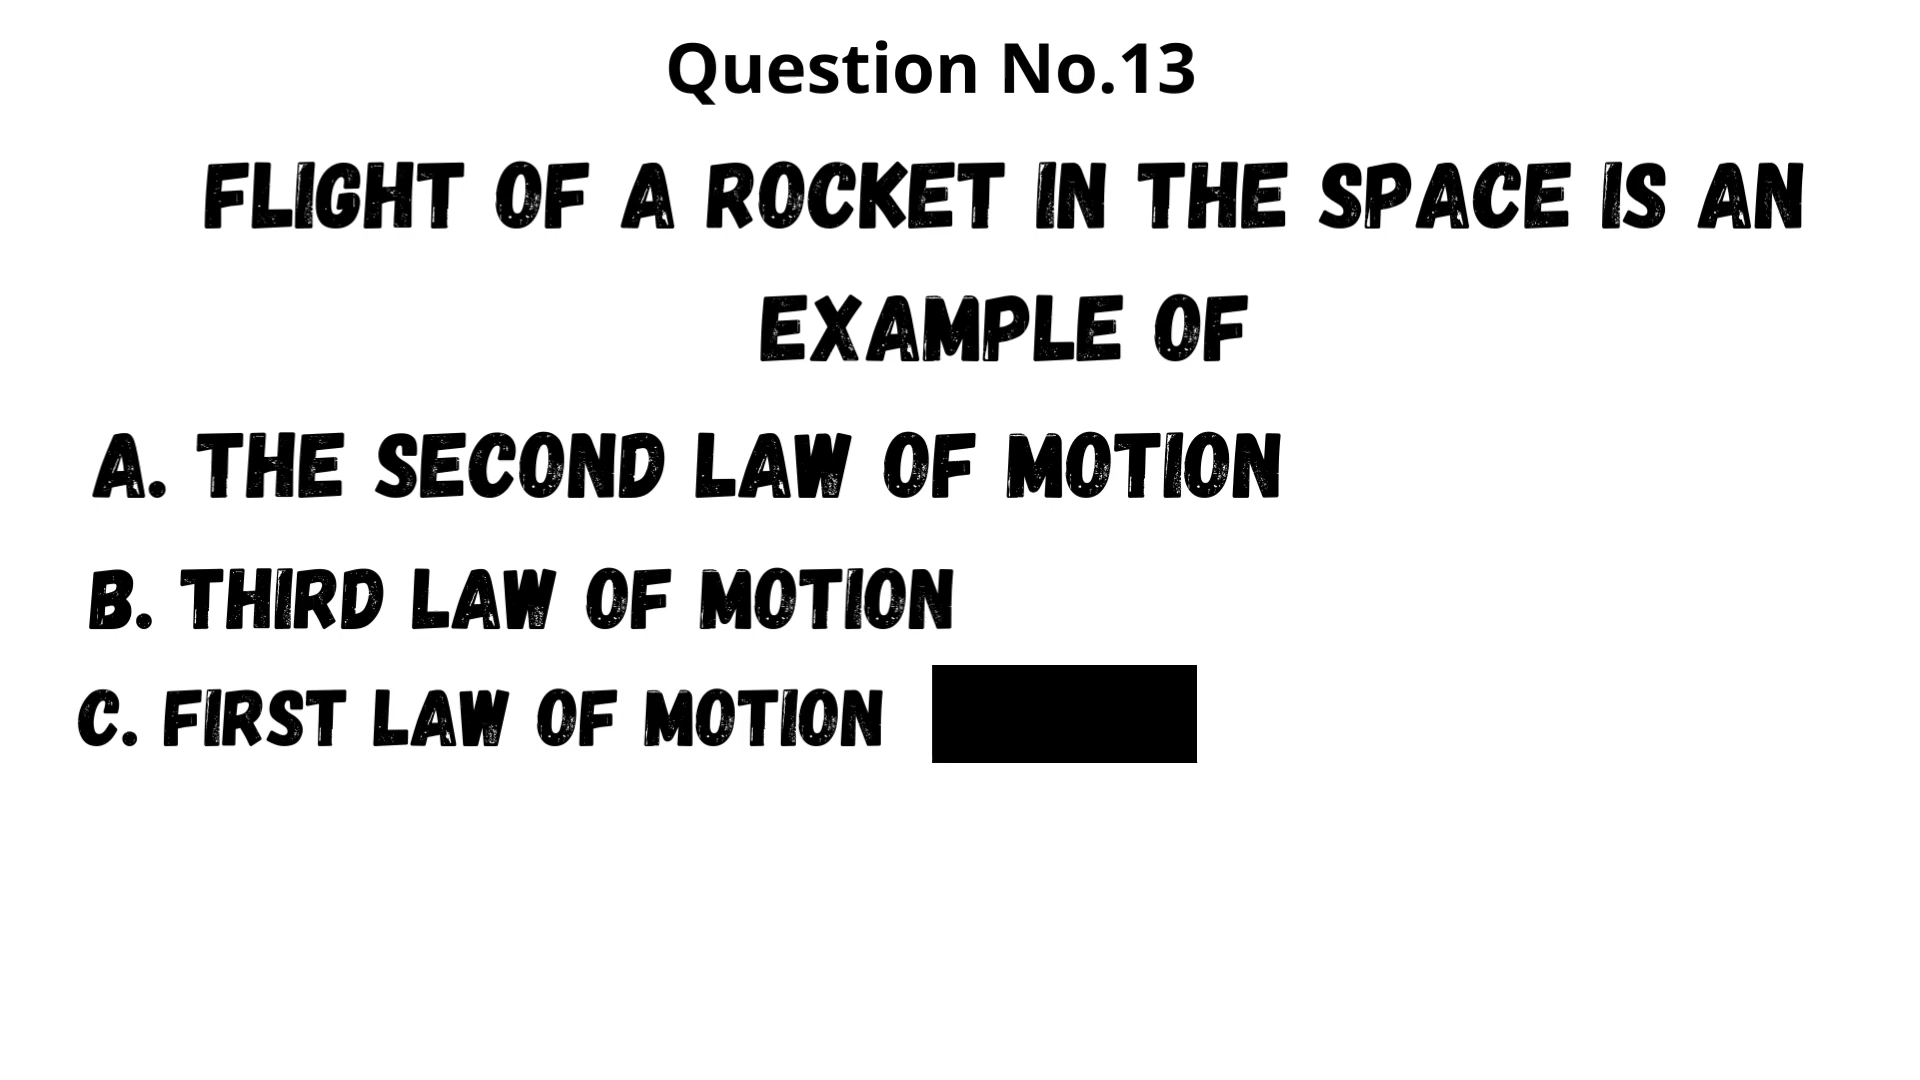 Question No.13
FLIGHT OF A ROCKET IN THE SPACE IS AN
EXAMPLE OF
A. THE SECOND LAW OF MOTION
B. THIRD LAW OF MOTION
C. FIRST LAW OF MOTION